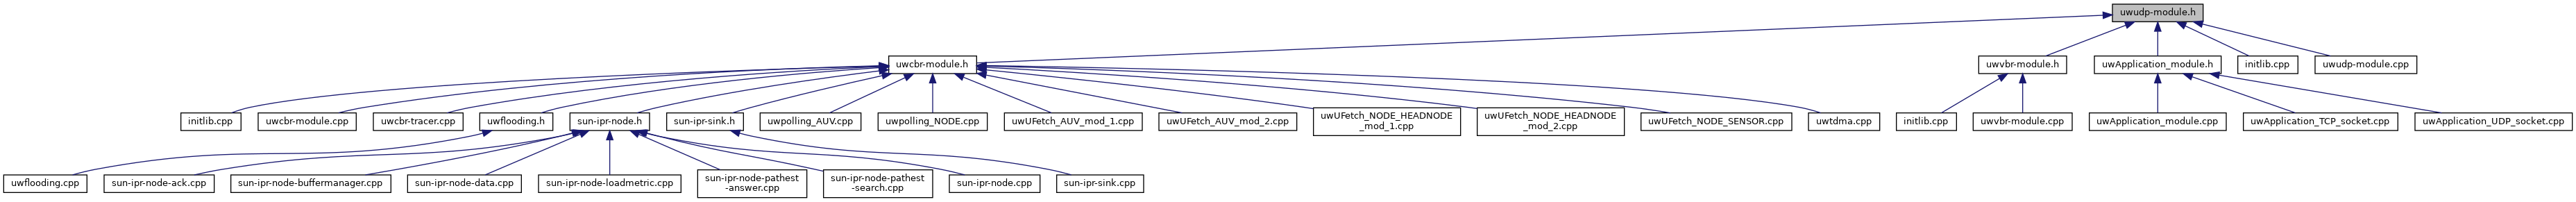 uwudp-module.h
uwcbr-module.h
uwvbr-module.h
uwApplication_module.h
initlib.cpp
uwudp-module.cpp
initlib.cpp
uwcbr-module.cpp
uwcbr-tracer.cpp
uwflooding.h
sun-ipr-node.h
sun-ipr-sink.h
uwpolling_AUV.cpp
uwpolling_NODE.cpp
uwUFetch_AUV_mod_1.cpp
uwUFetch_AUV_mod_2.cpp
uwUFetch_NODE_HEADNODE
_mod_1.cpp
uwUFetch_NODE_HEADNODE
_mod_2.cpp
uwUFetch_NODE_SENSOR.cpp
uwtdma.cpp
initlib.cpp
uwvbr-module.cpp
uwApplication_module.cpp
uwApplication_TCP_socket.cpp
uwApplication_UDP_socket.cpp
uwflooding.cpp
sun-ipr-node-ack.cpp
sun-ipr-node-buffermanager.cpp
sun-ipr-node-data.cpp
sun-ipr-node-loadmetric.cpp
sun-ipr-node-pathest
-answer.cpp
sun-ipr-node-pathest
-search.cpp
sun-ipr-node.cpp
sun-ipr-sink.cpp